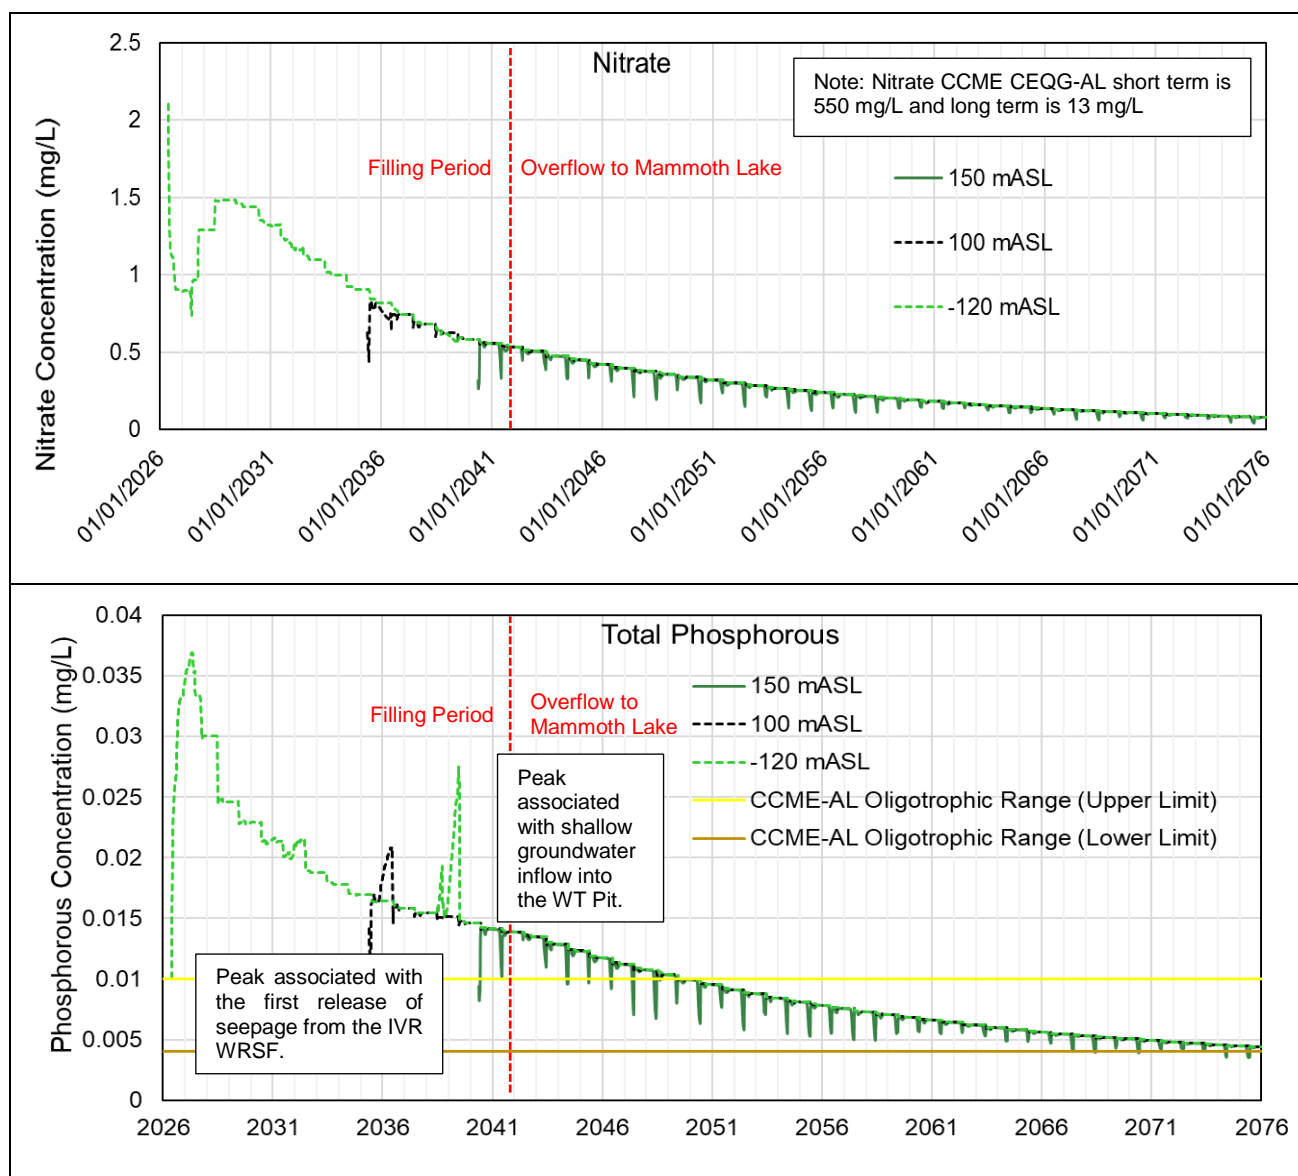 Nitrate
Note: Nitrate CCME CEQG-AL short term is
550 mg/L and long term is 13 mg/L
Filling Period
Overflow to Mammoth Lake
150 mASL
100 mASL
-120 mASL
Nitrate Concentration (mg/L)
2.5
2
1.5
1
0.5
0
01/01/2026
01/01/2031
01/01/2036
01/01/2041
01/01/2046
01/01/2051
01/01/2056
01/01/2061
01/01/2066
01/01/2071
01/01/2076
Total Phosphorous
Filling Period
Overflow to
Mammoth Lake
150 mASL
100 mASL
-120 mASL
CCME-AL Oligotrophic Range (Upper Limit)
CCME-AL Oligotrophic Range (Lower Limit)
Peak
associated
with shallow
groundwater
inflow into
the WT Pit.
Peak associated with
the first release of
seepage from the IVR
WRSF.
Phosphorous Concentration (mg/L)
0.04
0.035
0.03
0.025
0.02
0.015
0.01
0.005
0
2026
2031
2036
2041
2046
2051
2056
2061
2066
2071
2076